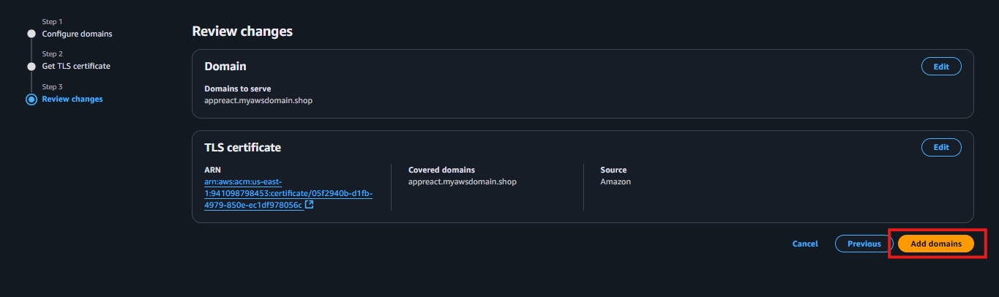 Step 1
Configure domains
Step 2
Get TLS certificate
Step 3
Review changes
Review changes
Domain
Edit
Domains to serve
appreact.myawsdomain.shop
TLS certificate
Edit
ARN
arn:aws:acm:us-east-
1:941098798453:certificate/05f2940b-d1fb-
4979-850e-ec1df978056c
Covered domains
appreact.myawsdomain.shop
Source
Amazon
Cancel
Previous
Add domains